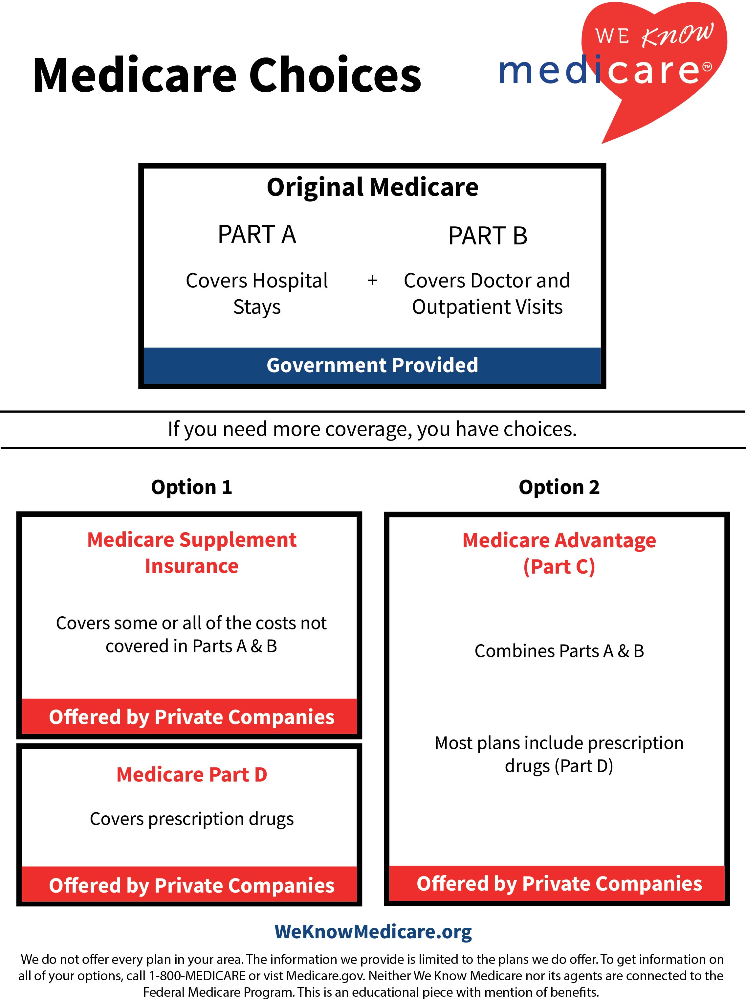 Medicare Choices
WE KNOW
medicare™
Original Medicare
PART A
Covers Hospital
Stays
+
PART B
Covers Doctor and
Outpatient Visits
Government Provided
If you need more coverage, you have choices.
Option 1
Medicare Supplement
Insurance
Covers some or all of the costs not
covered in Parts A & B
Offered by Private Companies
Medicare Part D
Covers prescription drugs
Offered by Private Companies
Option 2
Medicare Advantage
(Part C)
Combines Parts A & B
Most plans include prescription
drugs (Part D)
Offered by Private Companies
WeKnowMedicare.org
We do not offer every plan in your area. The information we provide is limited to the plans we do offer. To get information on
all of your options, call 1-800-MEDICARE or vist Medicare.gov. Neither We Know Medicare nor its agents are connected to the
Federal Medicare Program. This is an educational piece with mention of benefits.